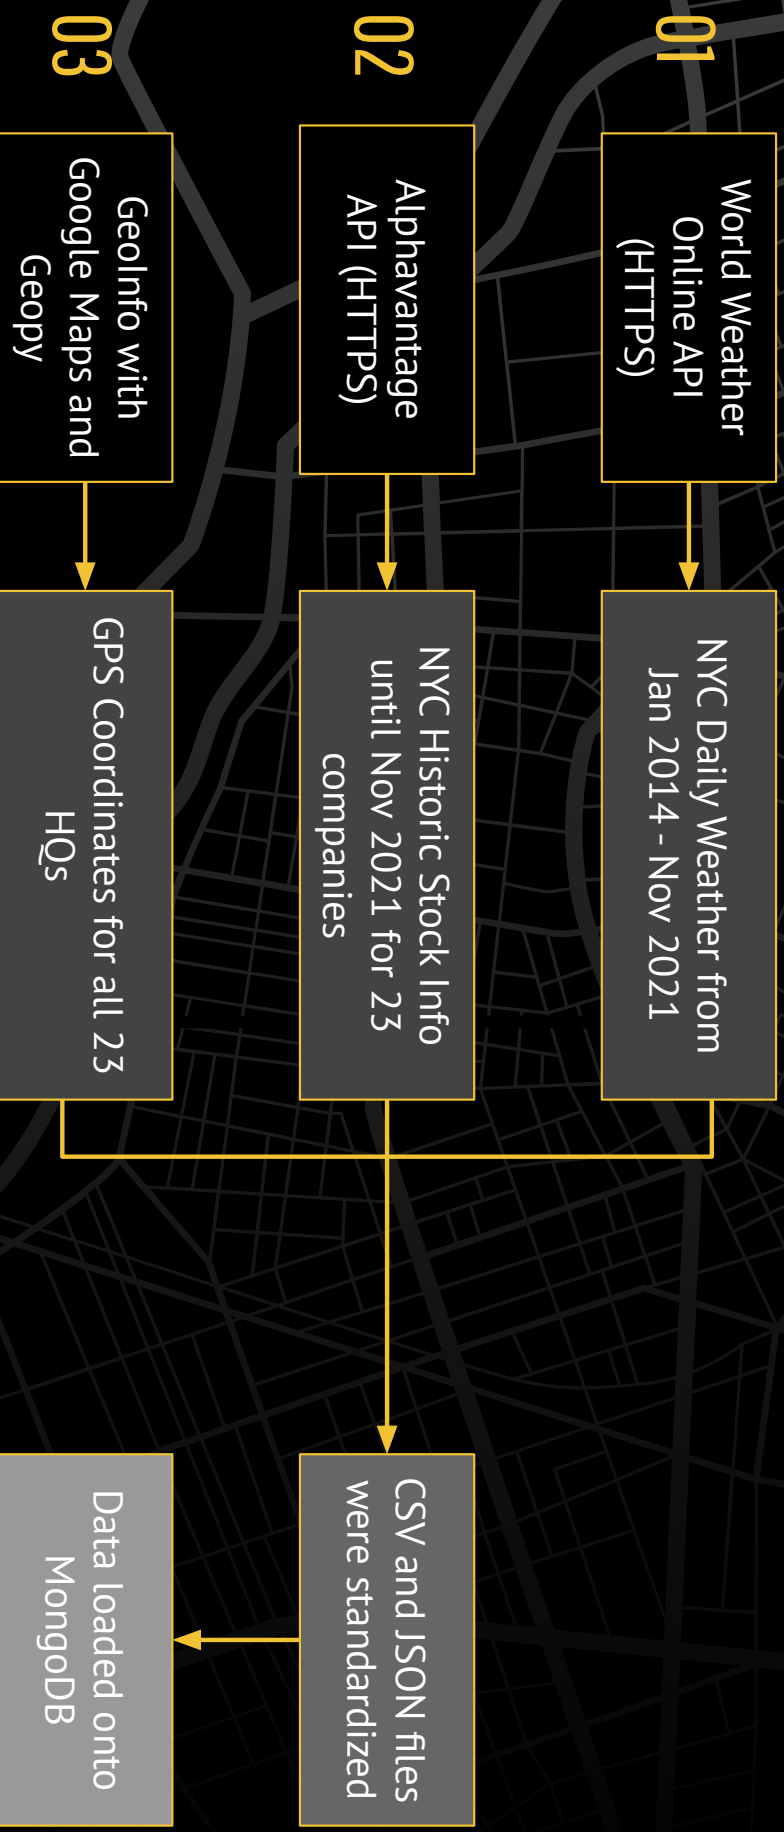 01
World Weather
Online API
(HTTPS)
NYC Daily Weather from
Jan 2014 - Nov 2021
02
Alphavantage
API (HTTPS)
NYC Historic Stock Info
until Nov 2021 for 23
companies
CSV and JSON files
were standardized
03
GeoInfo with
Google Maps and
Geopy
GPS Coordinates for all 23
HQs
Data loaded onto
MongoDB